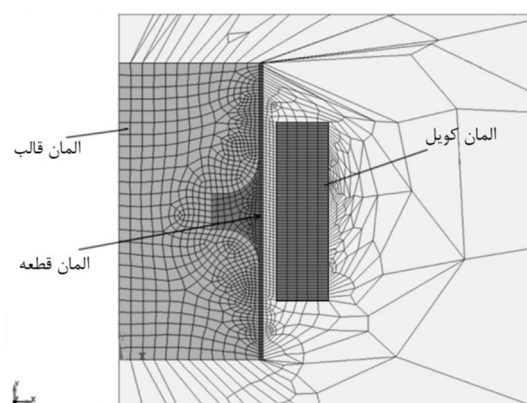 المان کویل
المان قالب
المان قطعه
Y
X
X